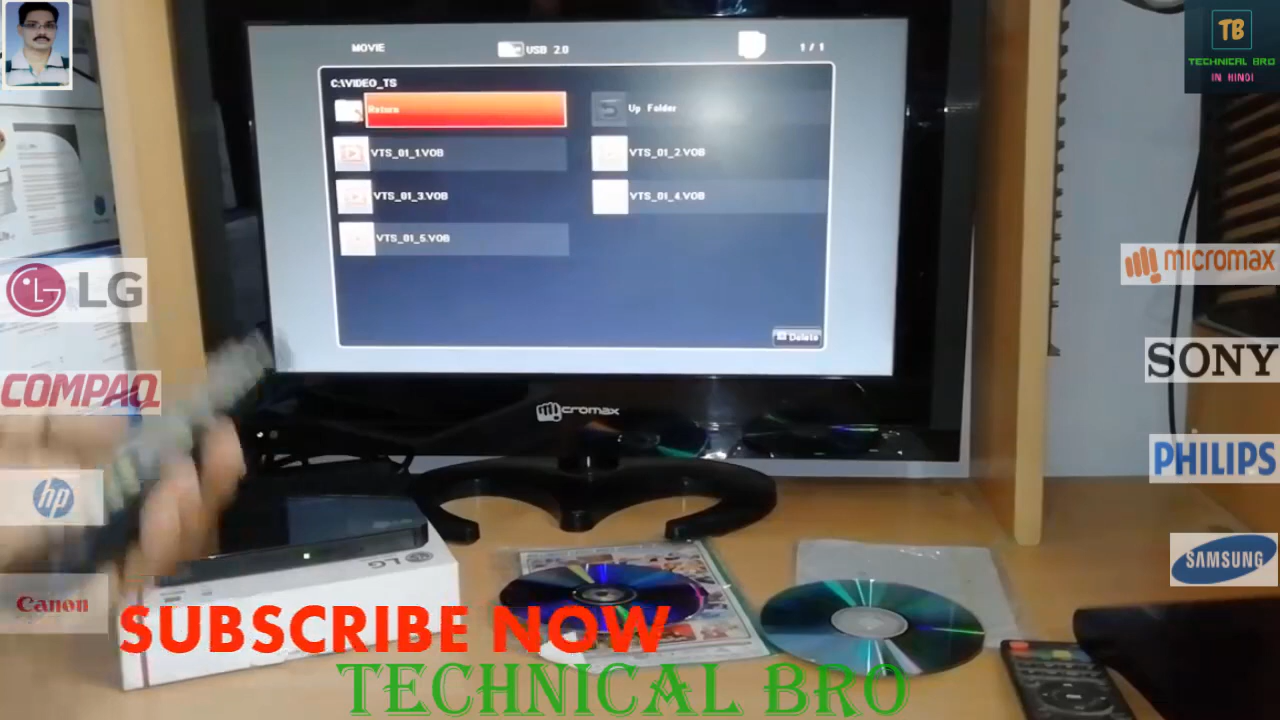 MOVIE
USB 2.0
1 / 1
C:\VIDEO_TS
Return
Up Folder
VTS_01_1.VOB
VTS_01_2.VOB
VTS_01_3.VOB
VTS_01_4.VOB
VTS_01_5.VOB
Delete
micromax
LG
TB
TECHNICAL BRO
IN HINDI
LG
COMPAQ
hp
Canon
micromax
SONY
PHILIPS
SAMSUNG
SUBSCRIBE NOW
TECHNICAL BRO